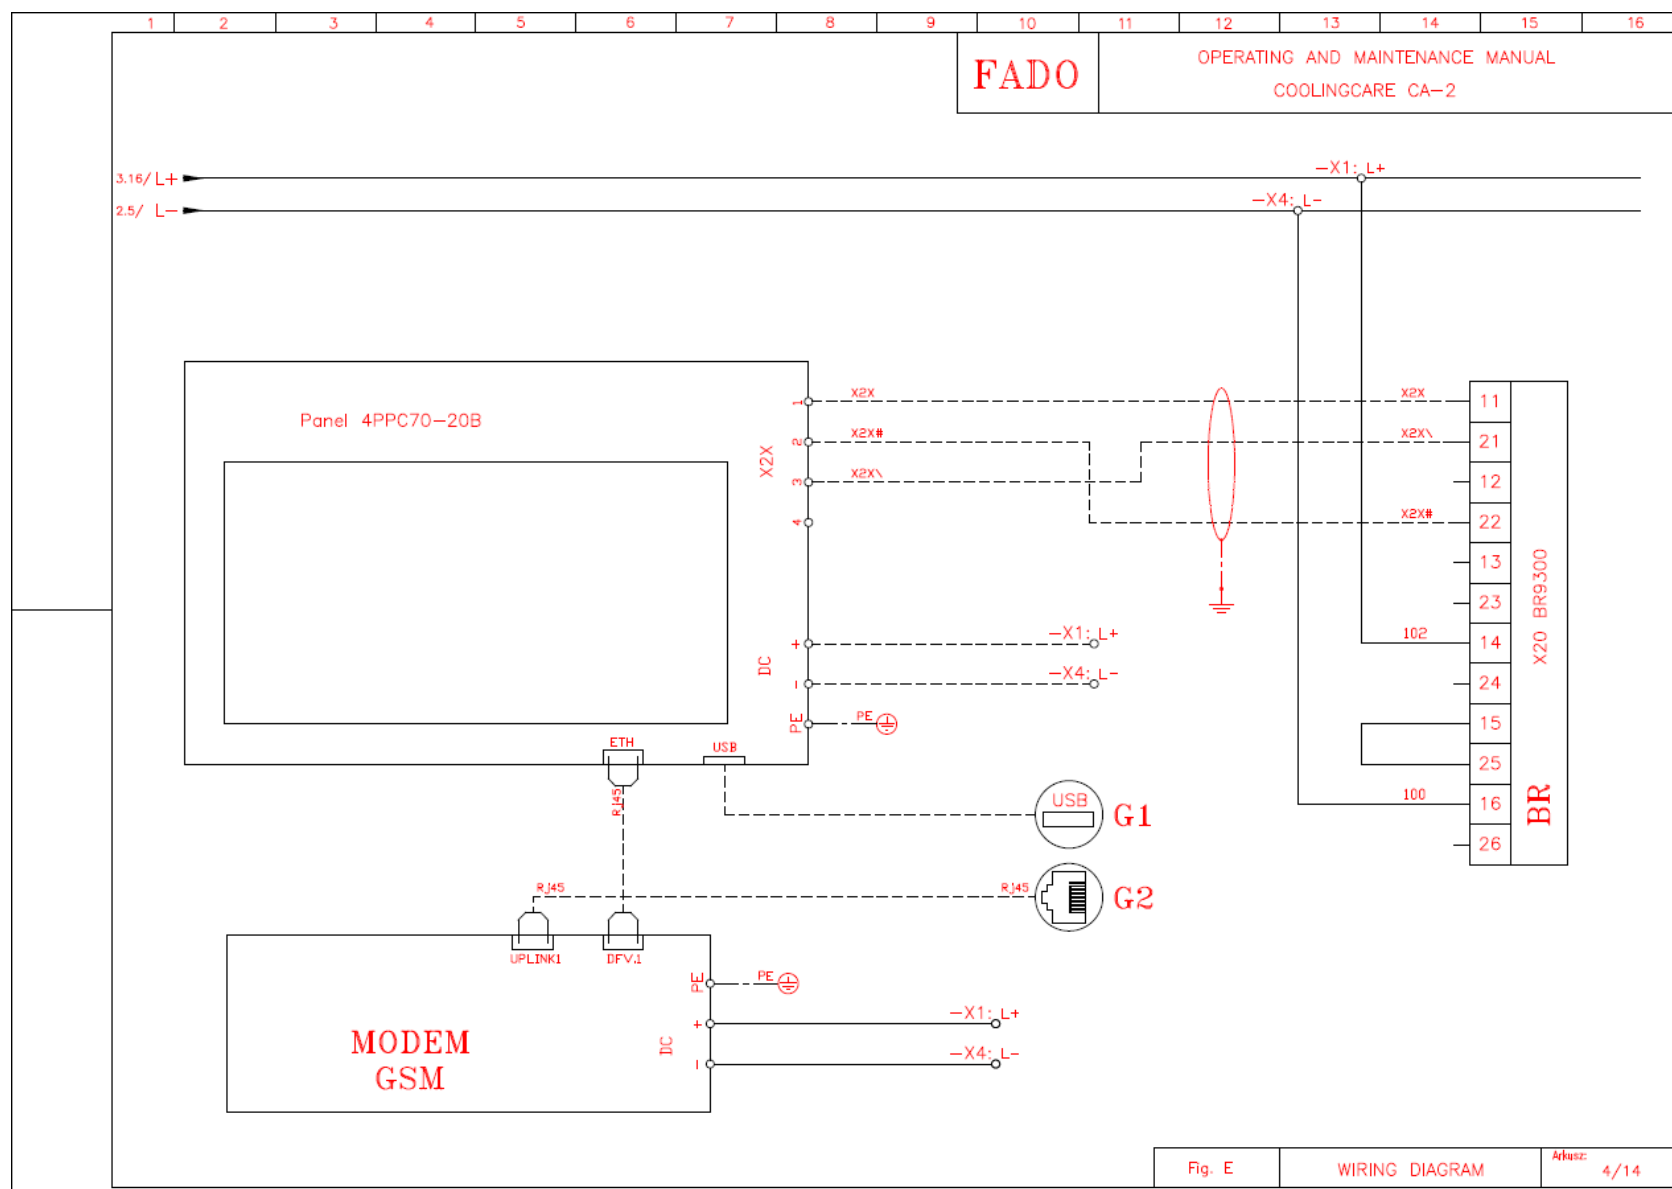 1 2 3 4 5 6 7 8 9 10 11 12 13 14 15 16
FADO
OPERATING AND MAINTENANCE MANUAL
COOLINGCARE CA-2
3.16/ L+
-X1: L+
2.5/ L-
-X4: L-
Panel 4PPC70-20B
X2X
1
2
3
4
X2X
X2X#
X2X\
X2X
X2X\
X2X#
11
21
12
22
13
23
14
24
15
25
16
26
102
100
X20 BR9300
BR
DC
+
-
PE
-X1: L+
-X4: L-
PE
ETH
USB
RJ45
USB
G1
RJ45
RJ45
G2
UPLINK1
DFV.1
MODEM
GSM
PE
PE
DC
+
-
-X1: L+
-X4: L-
Fig. E
WIRING DIAGRAM
Arkusz:
4/14